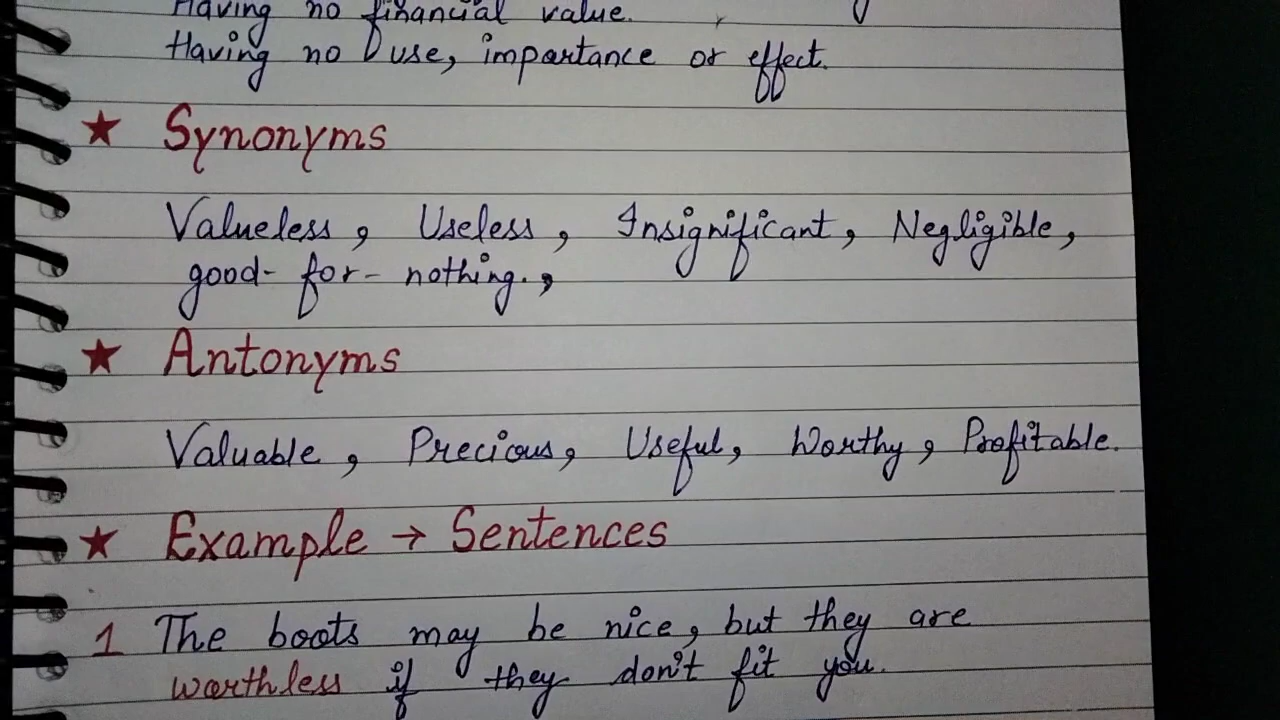 Having no financial value.
Having no use, importance or effect.
★ Synonyms
Valueless, Useless, Insignificant, Negligible,
good-for-nothing.,
★ Antonyms
Valuable, Precious, Useful, Worthy, Profitable.
★ Example → Sentences
1 The boots may be nice, but they are
worthless if they don't fit you.